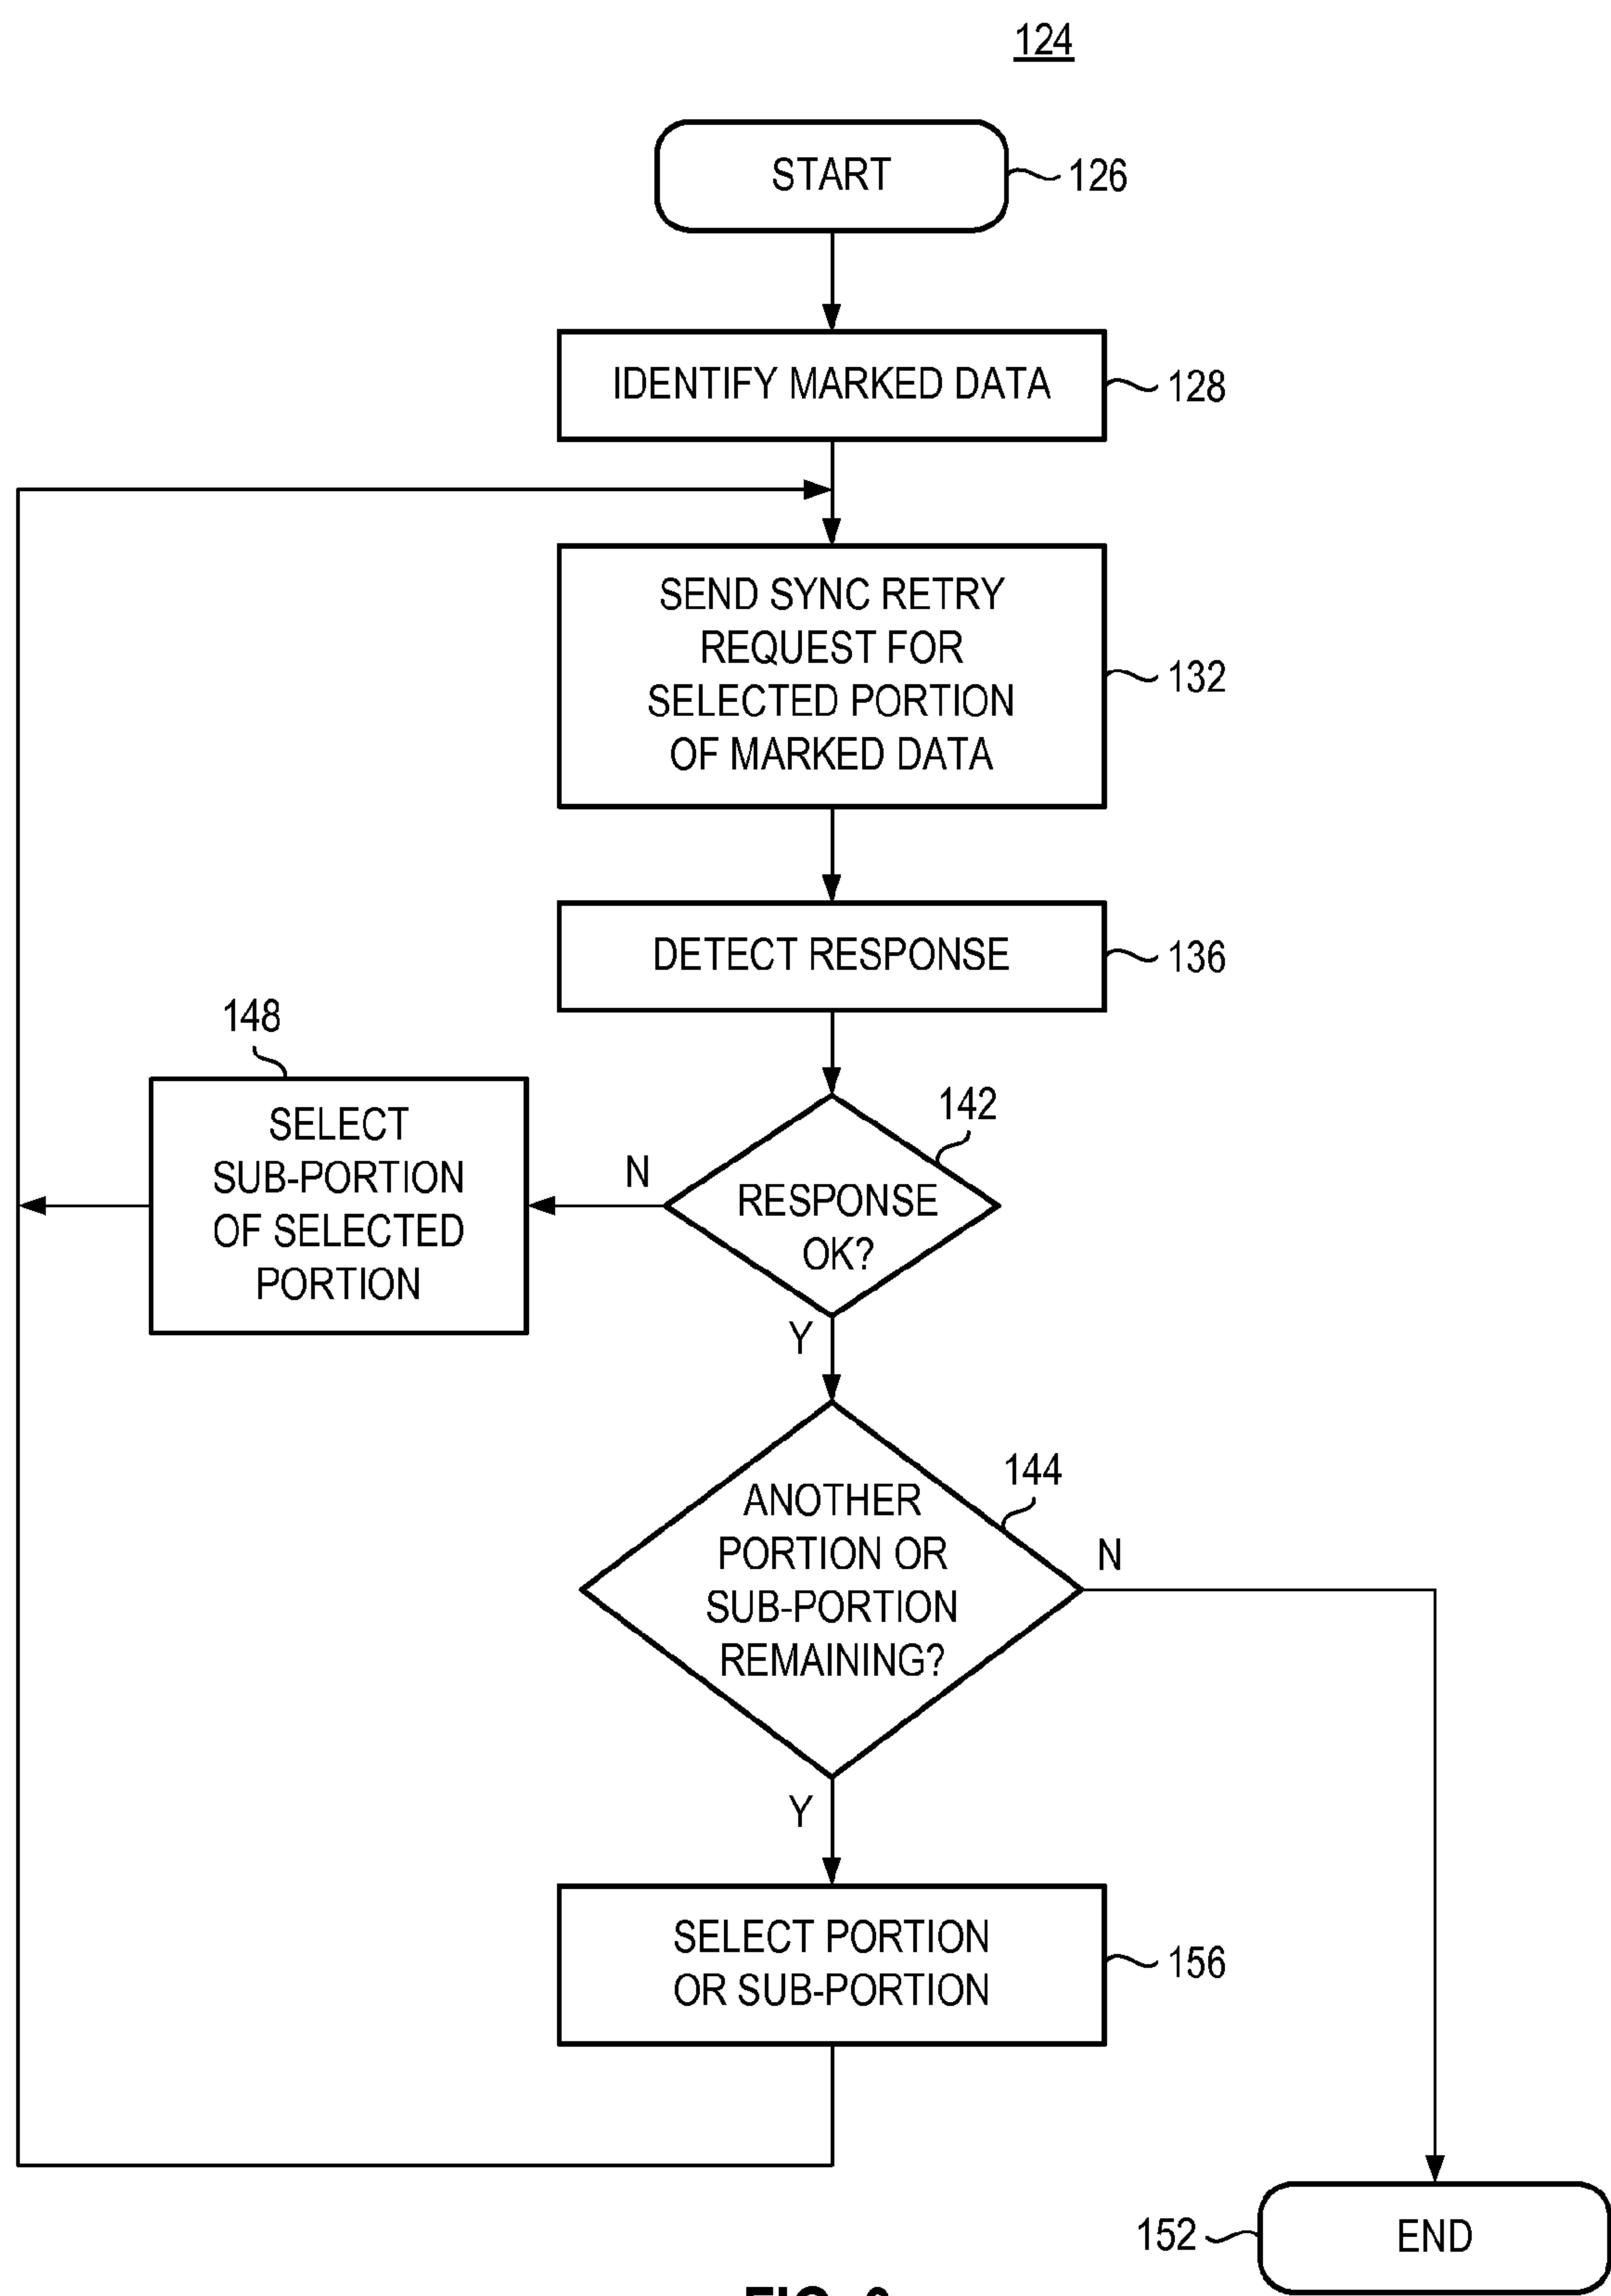 124
START
126
IDENTIFY MARKED DATA
128
SEND SYNC RETRY
REQUEST FOR
SELECTED PORTION
OF MARKED DATA
132
DETECT RESPONSE
136
148
SELECT
SUB-PORTION
OF SELECTED
PORTION
N
142
RESPONSE
OK?
Y
144
ANOTHER
PORTION OR
SUB-PORTION
REMAINING?
N
Y
SELECT PORTION
OR SUB-PORTION
156
152
END
FIG.